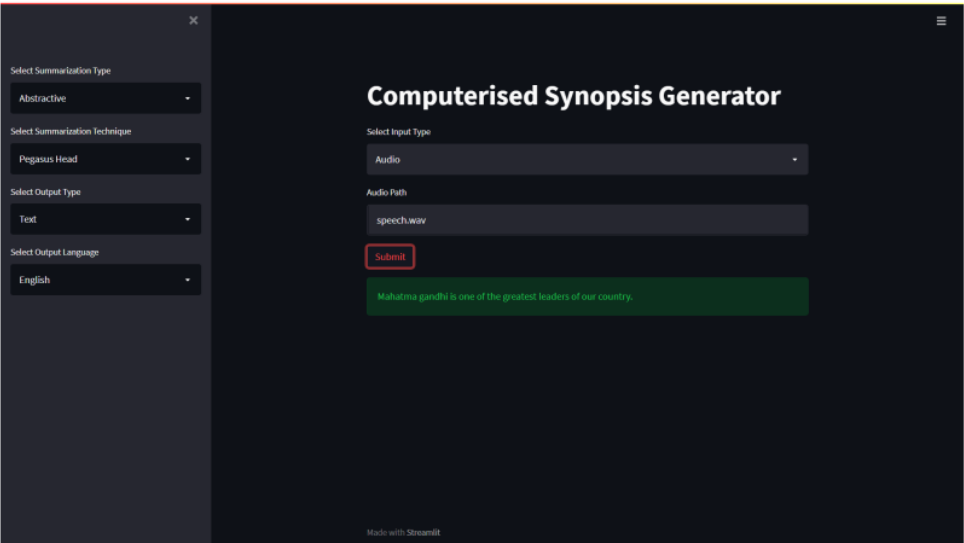 Select Summarization Type
Abstractive
Select Summarization Technique
Pegasus Head
Select Output Type
Text
Select Output Language
English
Computerised Synopsis Generator
Select Input Type
Audio
Audio Path
speech.wav
Submit
Mahatma gandhi is one of the greatest leaders of our country.
Made with Streamlit